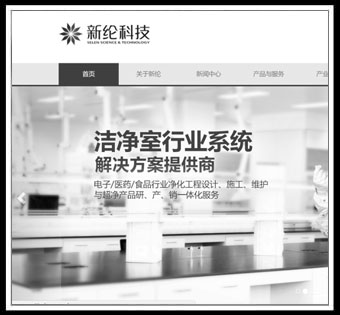 新纶科技
SELEN SCIENCE & TECHNOLOGY
首页 关于新纶 新闻中心 产品与服务 产业
洁净室行业系统
解决方案提供商
电子/医药/食品行业净化工程设计、施工、维护
与超净产品研、产、销一体化服务